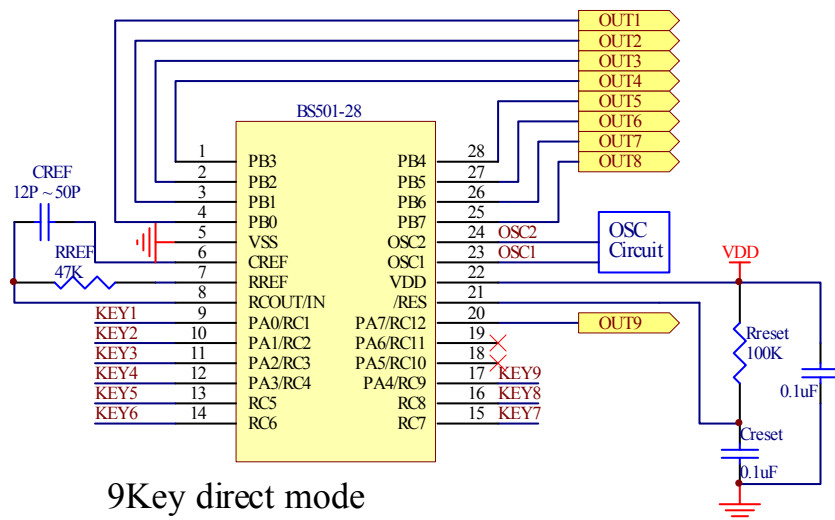 OUT1
OUT2
OUT3
OUT4
OUT5
OUT6
OUT7
OUT8
BS501-28
CREF
12P ~ 50P
RREF
47K
1 PB3 PB4 28
2 PB2 PB5 27
3 PB1 PB6 26
4 PB0 PB7 25
5 VSS OSC2 24 OSC2
6 CREF OSC1 23 OSC1
7 RREF VDD 22
8 RCOUT/IN /RES 21
KEY1 9 PA0/RC1 PA7/RC12 20 OUT9
KEY2 10 PA1/RC2 PA6/RC11 19
KEY3 11 PA2/RC3 PA5/RC10 18
KEY4 12 PA3/RC4 PA4/RC9 17 KEY9
KEY5 13 RC5 RC8 16 KEY8
KEY6 14 RC6 RC7 15 KEY7
OSC
Circuit
VDD
Rreset
100K
0.1uF
Creset
0.1uF
9Key direct mode